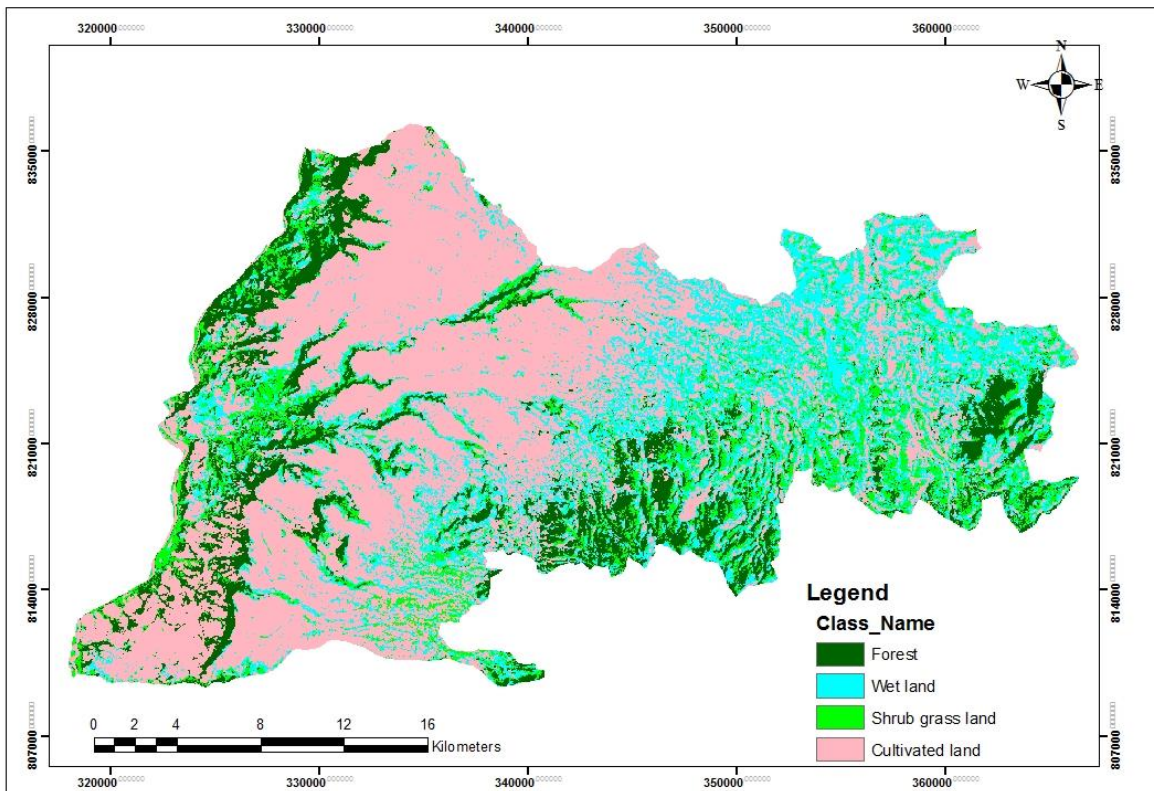 320000 330000 340000 350000 360000
N
W E
S
835000 835000
828000 828000
821000 821000
814000 814000
807000 807000
Legend
Class_Name
Forest
Wet land
Shrub grass land
Cultivated land
0 2 4 8 12 16
Kilometers
320000 330000 340000 350000 360000